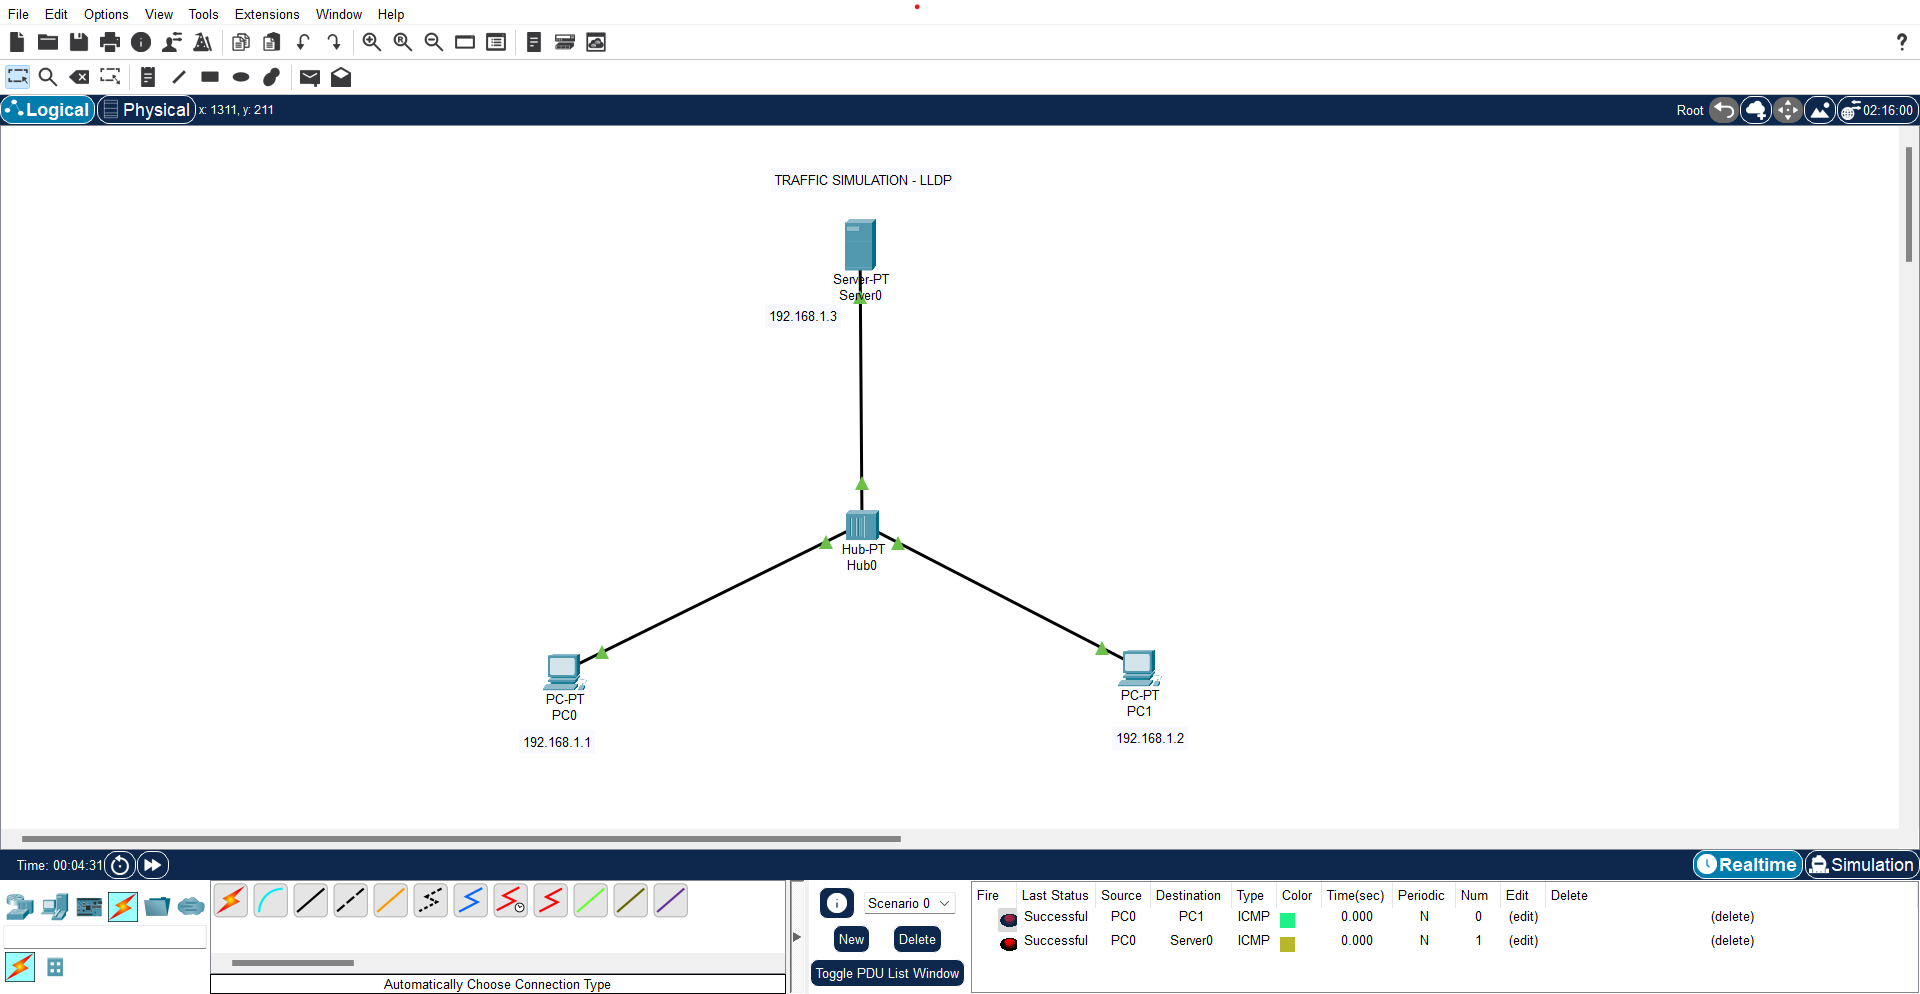 File Edit Options View Tools Extensions Window Help
?
Logical Physical x: 1311, y: 211 Root 02:16:00
TRAFFIC SIMULATION - LLDP
Server-PT
Server0
192.168.1.3
Hub-PT
Hub0
PC-PT
PC0
192.168.1.1
PC-PT
PC1
192.168.1.2
Time: 00:04:31 Realtime Simulation
Automatically Choose Connection Type
Scenario 0
New Delete
Toggle PDU List Window
Fire Last Status Source Destination Type Color Time(sec) Periodic Num Edit Delete
Successful PC0 PC1 ICMP 0.000 N 0 (edit) (delete)
Successful PC0 Server0 ICMP 0.000 N 1 (edit) (delete)